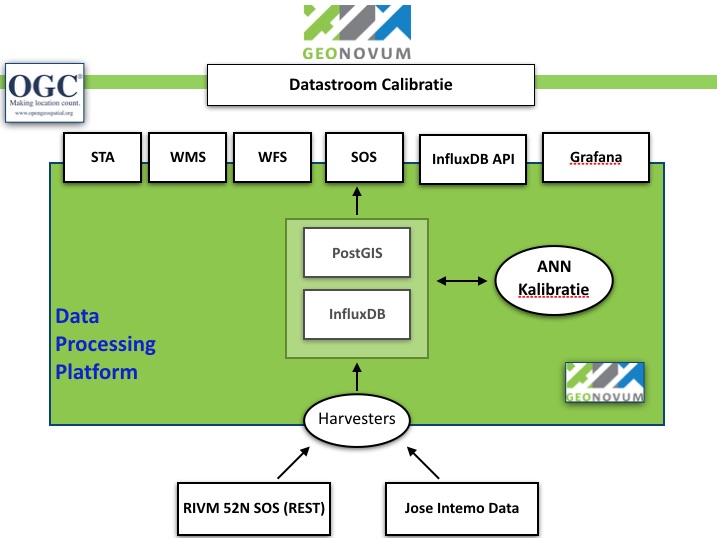 GEONOVUM
Datastroom Calibratie
OGC®
Making location count.
www.opengeospatial.org
STA
WMS
WFS
SOS
InfluxDB API
Grafana
PostGIS
InfluxDB
ANN
Kalibratie
Data
Processing
Platform
GEONOVUM
Harvesters
RIVM 52N SOS (REST)
Jose Intemo Data